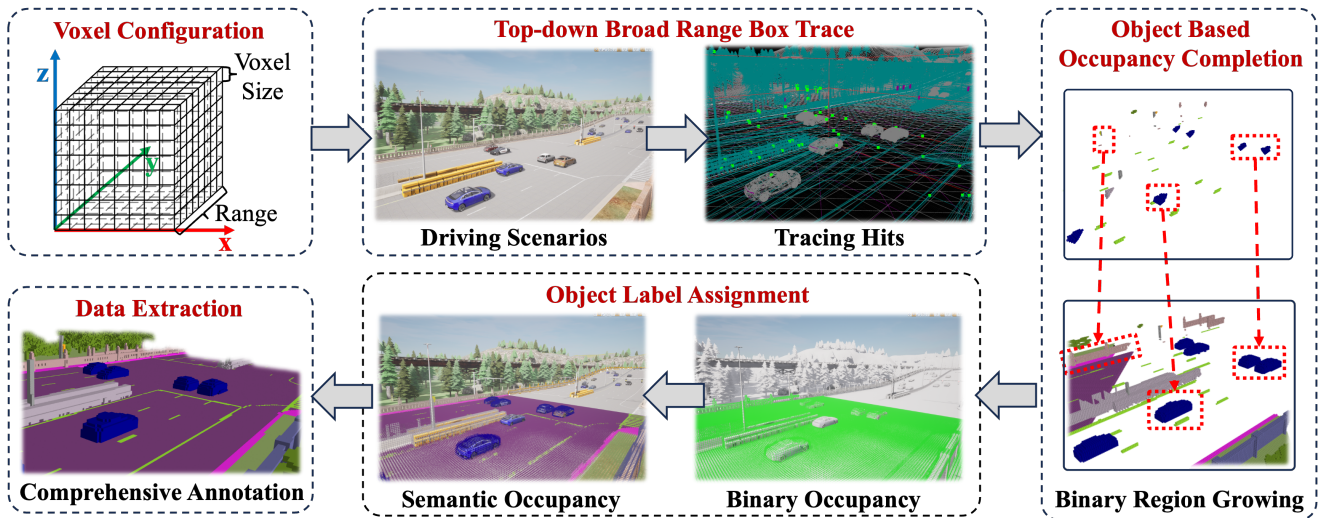 Voxel Configuration
z
Voxel
Size
y
Range
x
Top-down Broad Range Box Trace
Driving Scenarios
Tracing Hits
Object Based
Occupancy Completion
Binary Region Growing
Object Label Assignment
Semantic Occupancy
Binary Occupancy
Data Extraction
Comprehensive Annotation